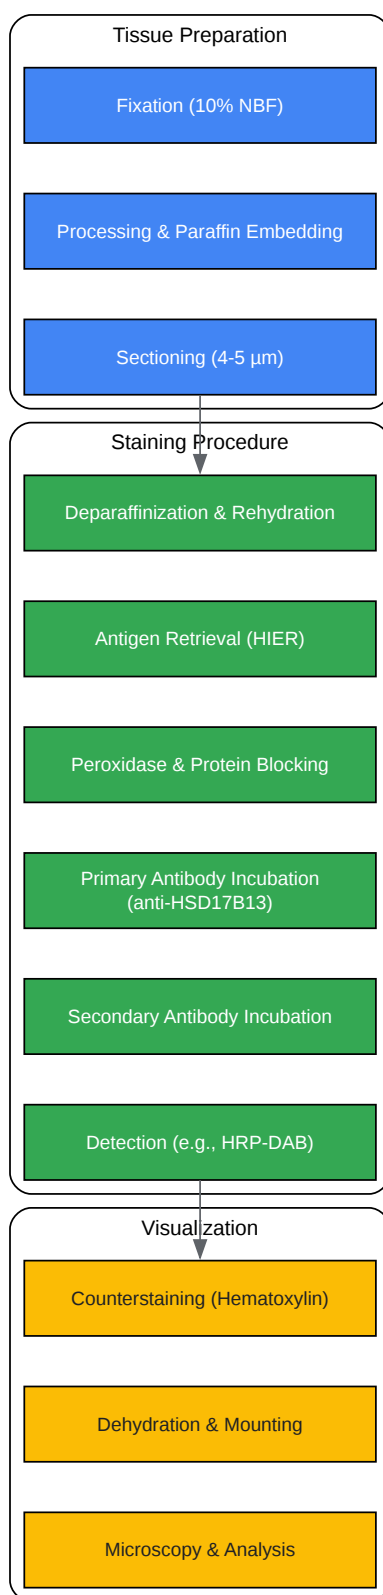 Tissue Preparation
Fixation (10% NBF)
Processing & Paraffin Embedding
Sectioning (4-5 µm)
Staining Procedure
Deparaffinization & Rehydration
Antigen Retrieval (HIER)
Peroxidase & Protein Blocking
Primary Antibody Incubation
(anti-HSD17B13)
Secondary Antibody Incubation
Detection (e.g., HRP-DAB)
Visualization
Counterstaining (Hematoxylin)
Dehydration & Mounting
Microscopy & Analysis